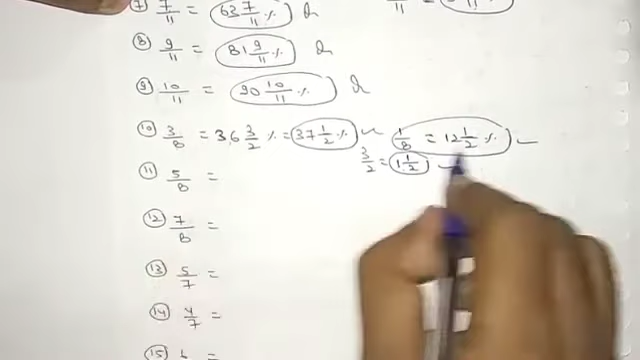 ⑦ 7/11 = 63 7/11 %
⑧ 9/11 = 81 9/11 %
⑨ 10/11 = 90 10/11 %
⑩ 3/8 = 36 3/2 % = 37 1/2 % 1/8 = 12 1/2 %
3/2 = 1 1/2
⑪ 5/8 =
⑫ 7/8 =
⑬ 5/7 =
⑭ 4/7 =
⑮ =